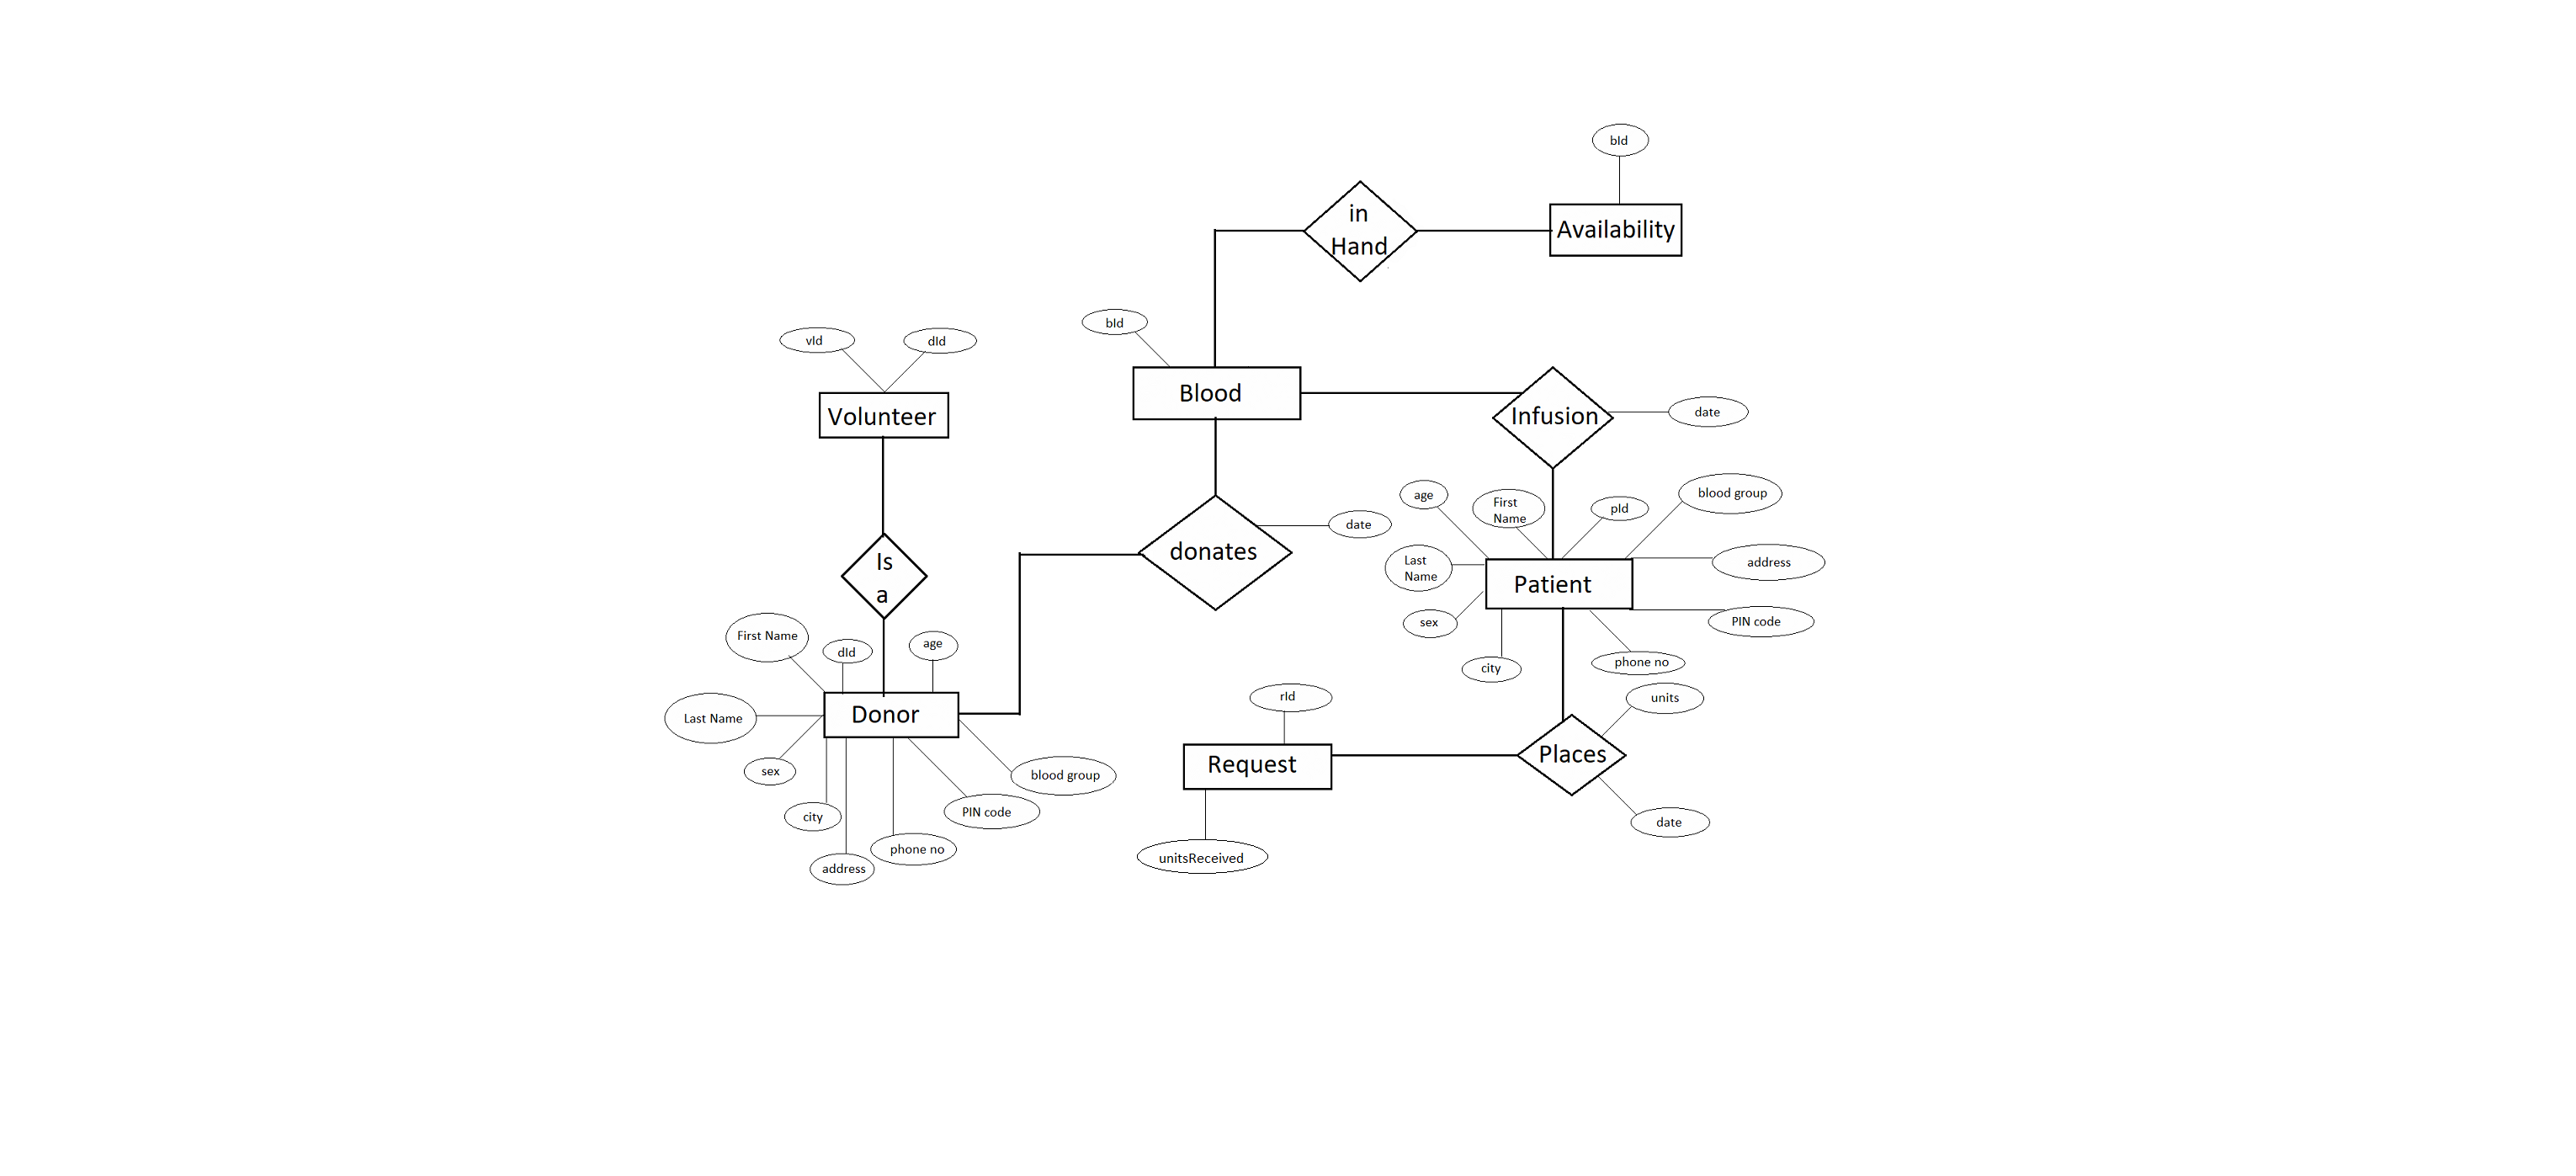 bId
in
Hand
Availability
bId
vId
dId
Blood
Volunteer
Infusion
date
age
First
Name
pId
blood group
date
Is
a
donates
Last
Name
Patient
address
sex
PIN code
city
phone no
First Name
dId
age
rId
units
Last Name
Donor
Request
Places
sex
blood group
city
PIN code
date
phone no
unitsReceived
address